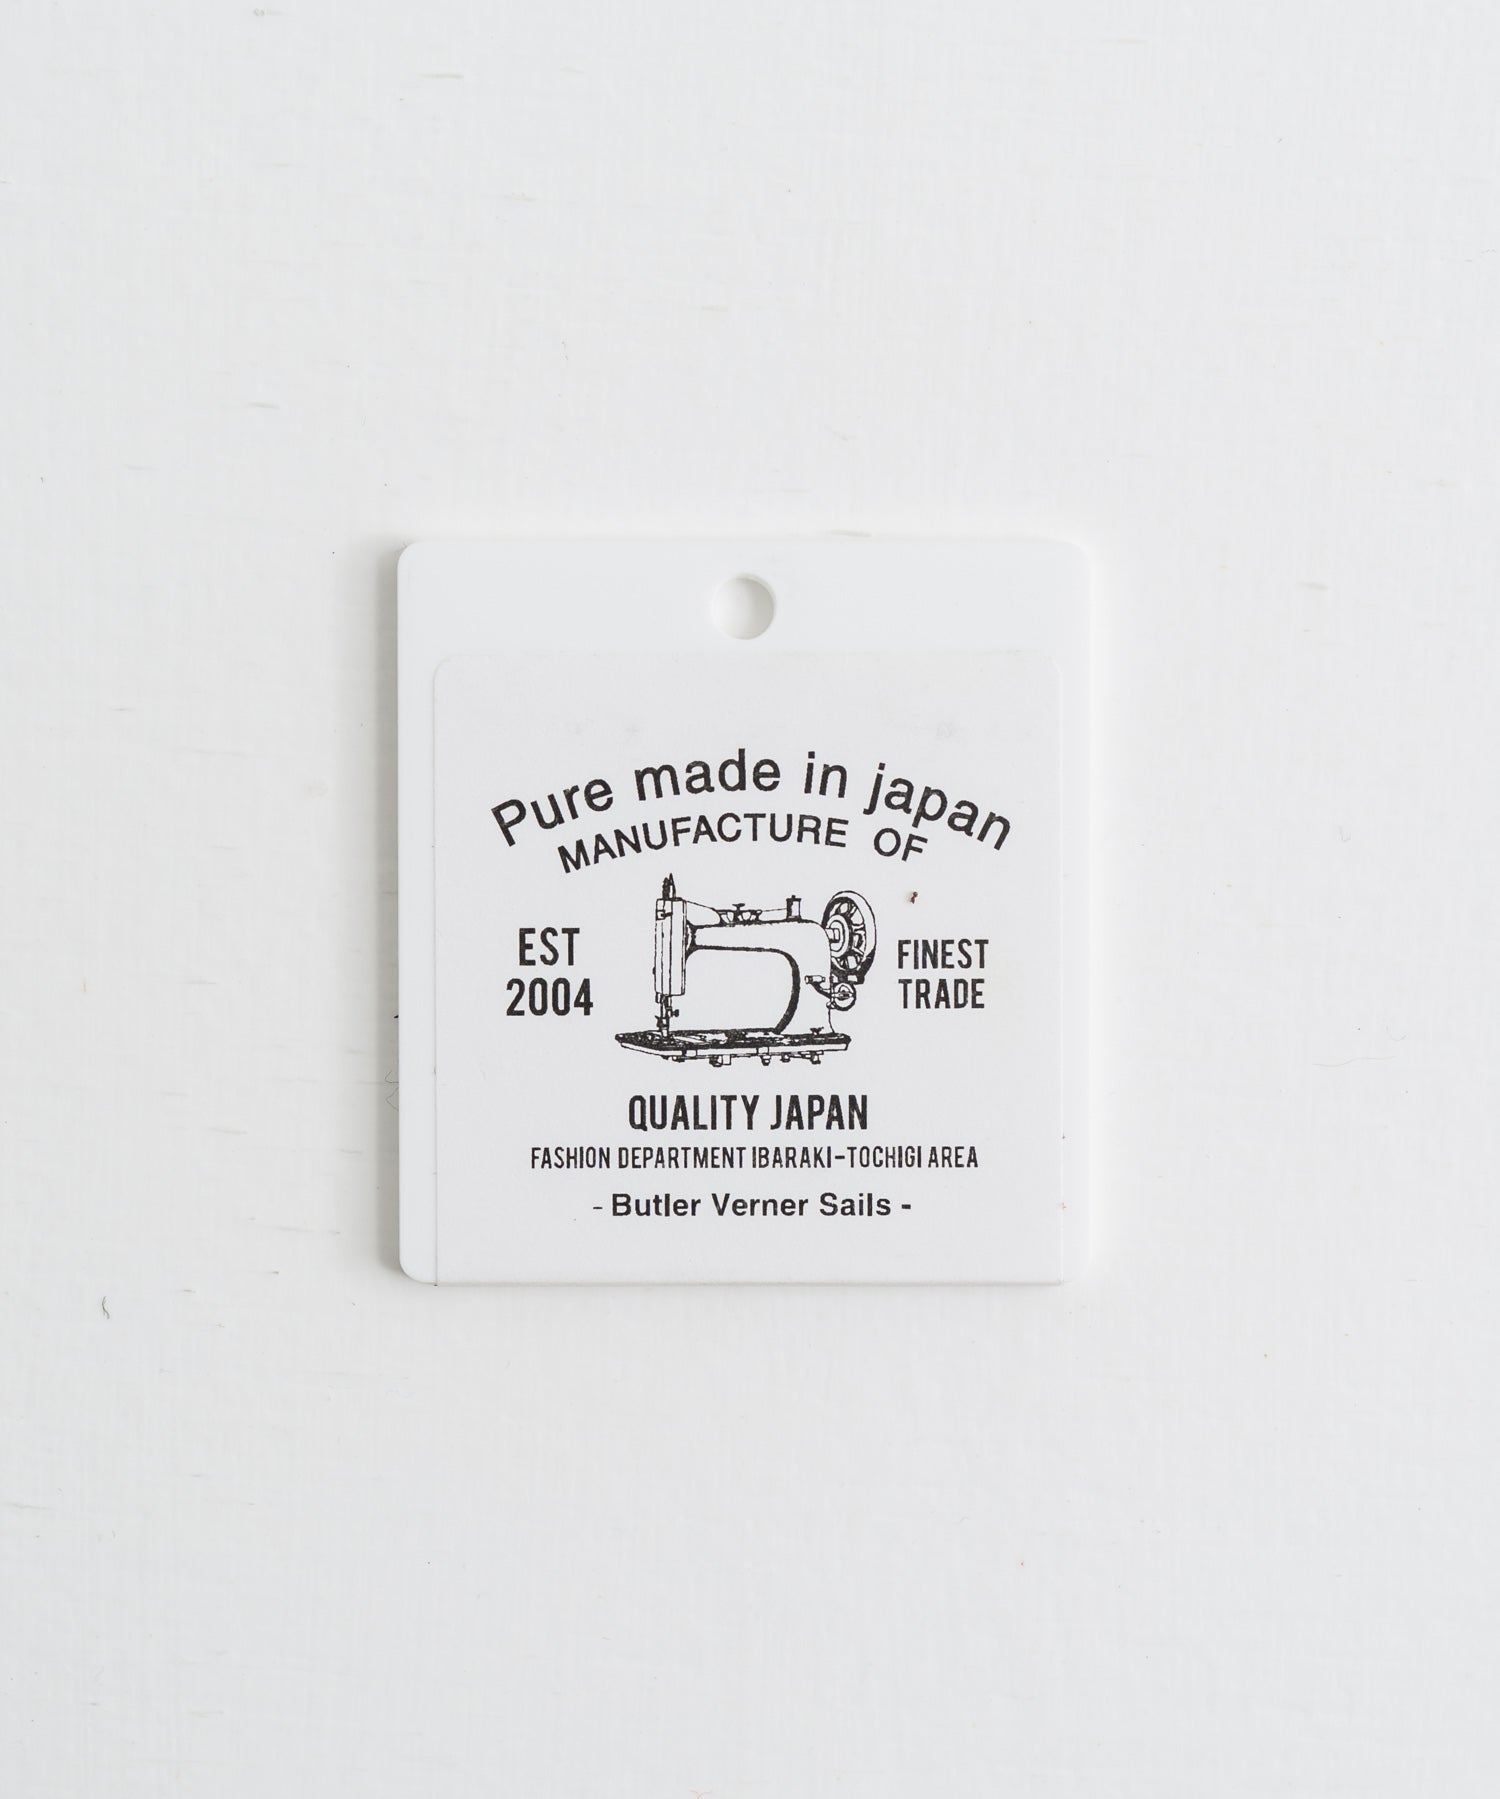 Pure made in japan
MANUFACTURE OF
EST
2004
FINEST
TRADE
QUALITY JAPAN
FASHION DEPARTMENT IBARAKI-TOCHIGI AREA
- Butler Verner Sails -